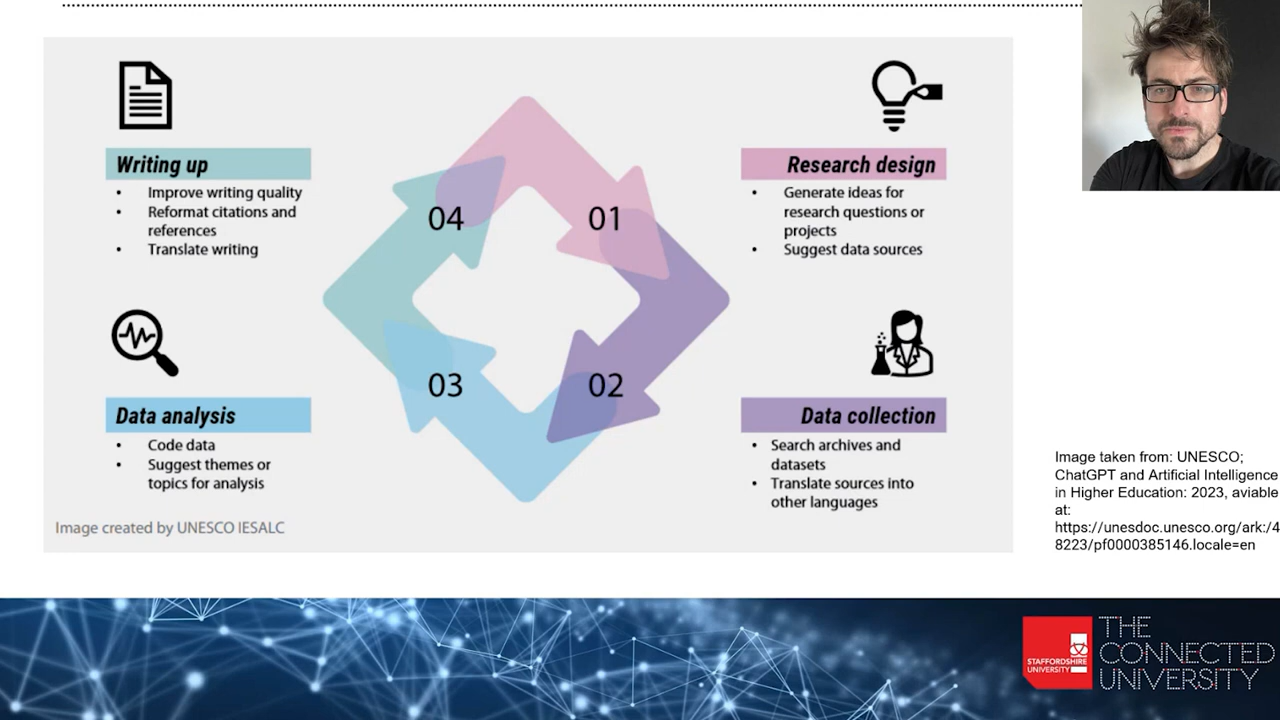 Writing up
• Improve writing quality
• Reformat citations and
references
• Translate writing
04
01
Research design
• Generate ideas for
research questions or
projects
• Suggest data sources
Data analysis
• Code data
• Suggest themes or
topics for analysis
03
02
Data collection
• Search archives and
datasets
• Translate sources into
other languages
Image created by UNESCO IESALC
Image taken from: UNESCO;
ChatGPT and Artificial Intelligence
in Higher Education: 2023, aviable
at:
https://unesdoc.unesco.org/ark:/4
8223/pf0000385146.locale=en
STAFFORDSHIRE
UNIVERSITY
THE
CONNECTED
UNIVERSITY